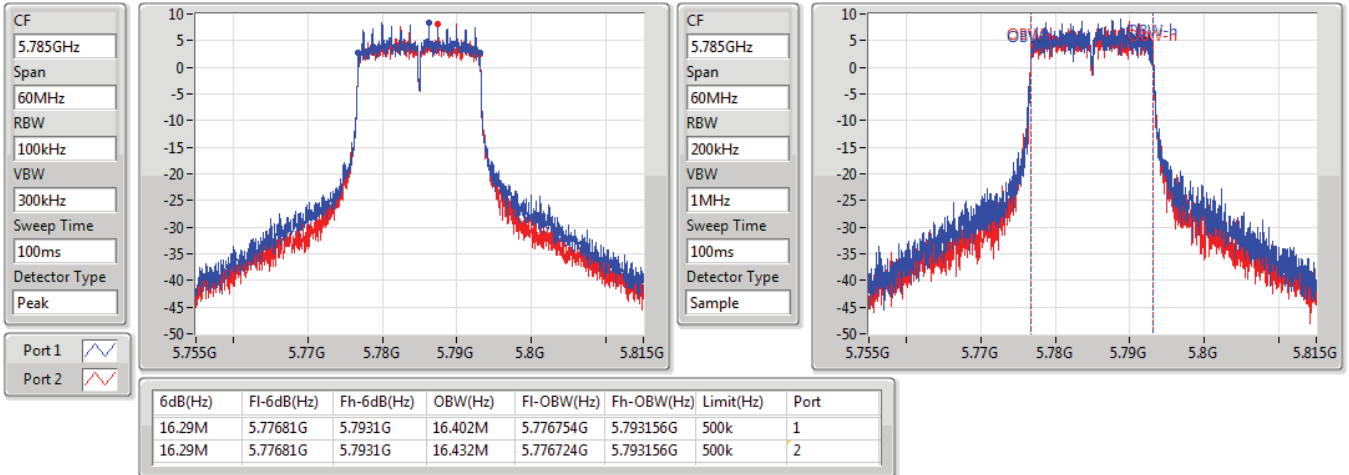 CF
5.785GHz
Span
60MHz
RBW
100kHz
VBW
300kHz
Sweep Time
100ms
Detector Type
Peak
Port 1
Port 2
10-
5-
0-
-5-
-10-
-15-
-20-
-25-
-30-
-35-
-40-
-45-
-50-
5.755G 5.77G 5.78G 5.79G 5.8G 5.815G
CF
5.785GHz
Span
60MHz
RBW
200kHz
VBW
1MHz
Sweep Time
100ms
Detector Type
Sample
10-
5-
0-
-5-
-10-
-15-
-20-
-25-
-30-
-35-
-40-
-45-
-50-
OBW-h
5.755G 5.77G 5.78G 5.79G 5.8G 5.815G
6dB(Hz) Fl-6dB(Hz) Fh-6dB(Hz) OBW(Hz) Fl-OBW(Hz) Fh-OBW(Hz) Limit(Hz) Port
16.29M 5.77681G 5.7931G 16.402M 5.776754G 5.793156G 500k 1
16.29M 5.77681G 5.7931G 16.432M 5.776724G 5.793156G 500k 2